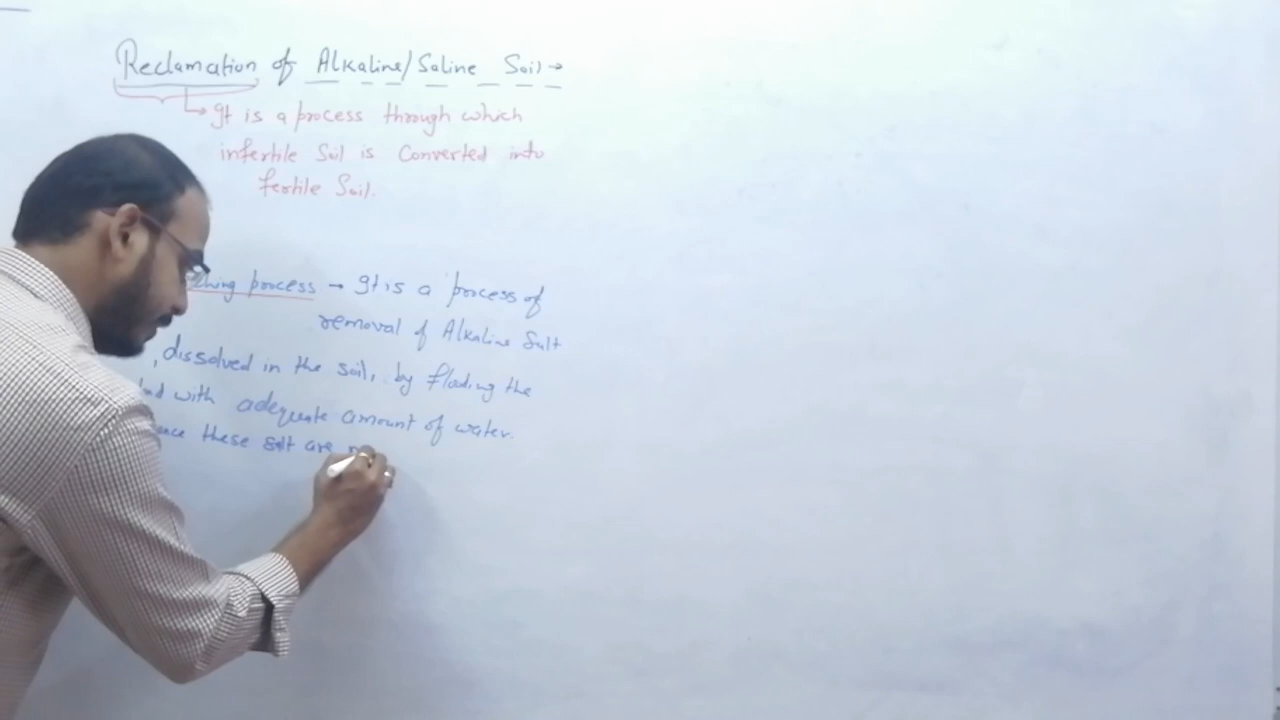 Reclamation of Alkaline/Saline Soil →
It is a process through which
infertile Soil is Converted into
fertile Soil.
process → It is a process of
removal of Alkaline Salt
, dissolved in the soil, by floading the
with adequate amount of water.
these salt are